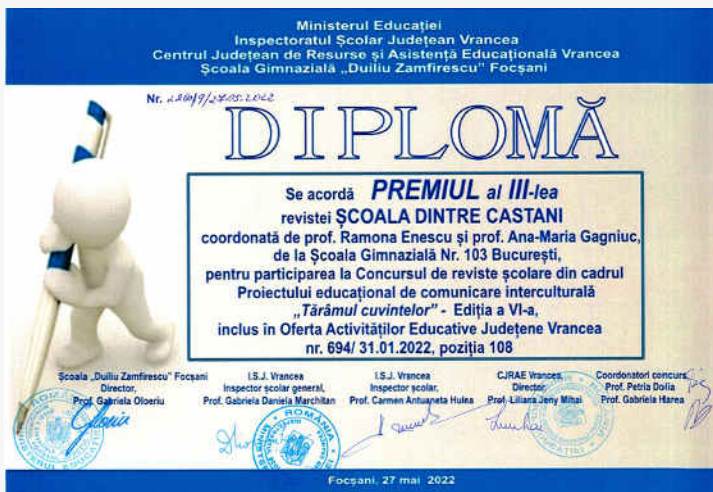 Ministerul Educației
Inspectoratul Școlar Județean Vrancea
Centrul Județean de Resurse și Asistență Educațională Vrancea
Școala Gimnazială „Duiliu Zamfirescu” Focșani
Nr.
DIPLOMĂ
Se acordă PREMIUL al III-lea
revistei ȘCOALA DINTRE CASTANI
coordonată de prof. Ramona Enescu și prof. Ana-Maria Gagniuc,
de la Școala Gimnazială Nr. 103 București,
pentru participarea la Concursul de reviste școlare din cadrul
Proiectului educațional de comunicare interculturală
„Tărâmul cuvintelor” - Ediția a VI-a,
inclus în Oferta Activităților Educative Județene Vrancea
nr. 694/ 31.01.2022, poziția 108
Școala „Duiliu Zamfirescu” Focșani
Director,
Prof. Gabriela Oloeriu
I.S.J. Vrancea
Inspector școlar general,
Prof. Gabriela Daniela Marchitan
I.S.J. Vrancea
Inspector școlar,
Prof. Carmen Antuaneta Hulea
CJRAE Vrancea,
Director,
Prof. Liliara Jeny Mihai
Coordonatori concurs,
Prof. Petria Dolia
Prof. Gabriela Harea
ROMÂNIA
Focșani, 27 mai 2022